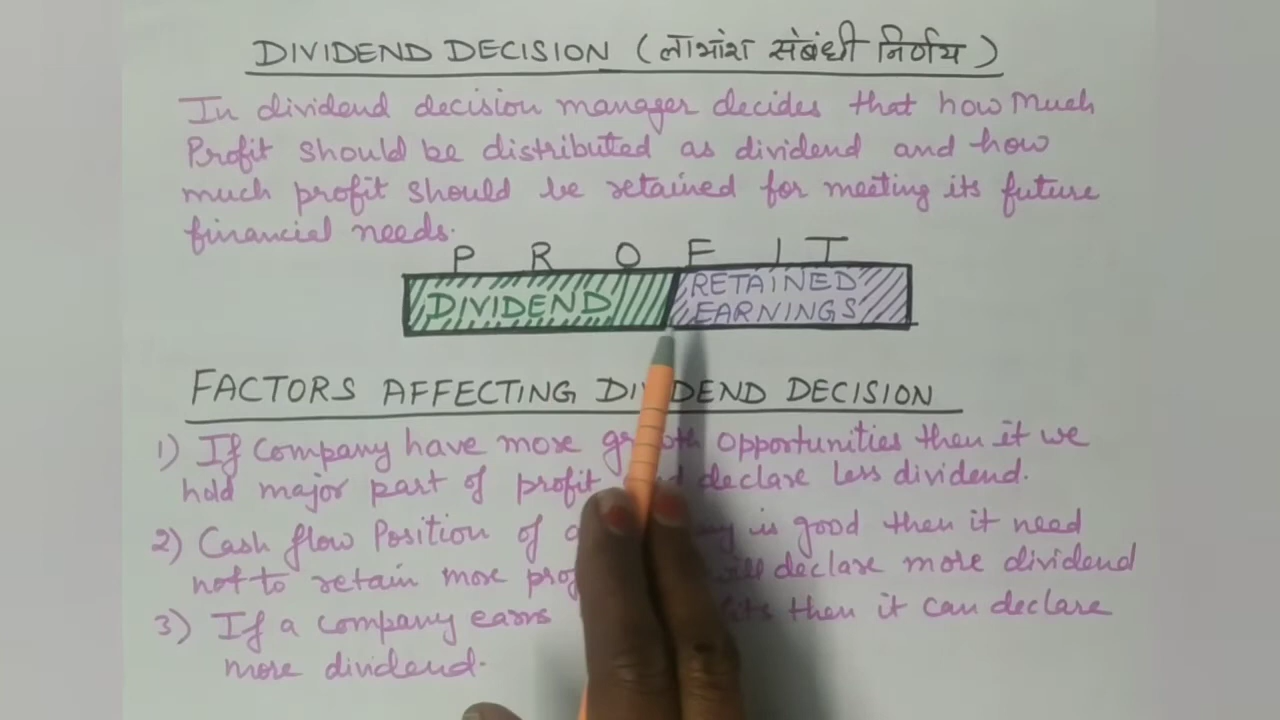 DIVIDEND DECISION (लाभांश संबंधी निर्णय)
In dividend decision manager decides that how Much
Profit should be distributed as dividend and how
much profit should be retained for meeting its future
financial needs.
P R O F I T
DIVIDEND RETAINED
EARNINGS
FACTORS AFFECTING DIVIDEND DECISION
1) If Company have more opportunities then it we
hold major part of profit declare less dividend.
2) Cash flow Position of is good then it need
not to retain more declare more dividend
3) If a company earns then it can declare
more dividend.